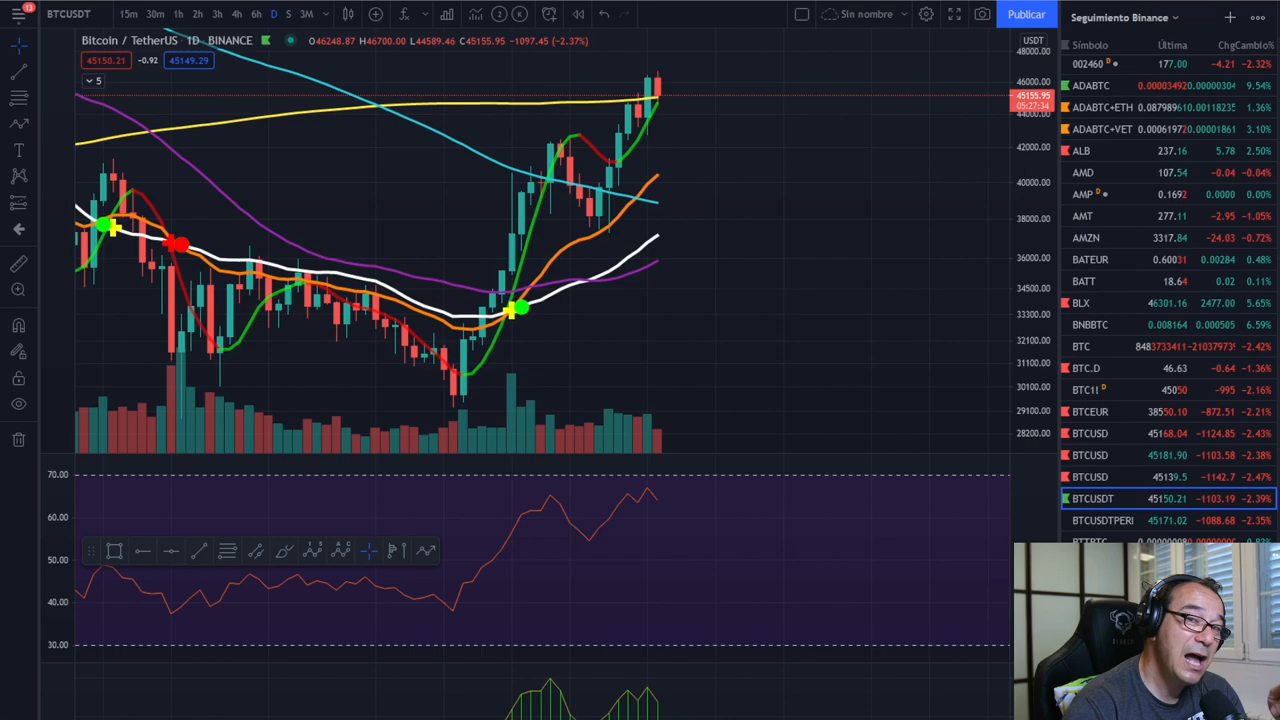 13
BTCUSDT 15m 30m 1h 2h 3h 4h 6h D S 3M
2 K
Sin nombre
Publicar
Bitcoin / TetherUS 1D BINANCE O46248.87 H46700.00 L44589.46 C45155.95 −1097.45 (−2.37%)
45150.21 −0.92 45149.29
5
USDT
48000.00
46000.00
45155.95
05:27:34
44000.00
42000.00
40000.00
38000.00
36000.00
34500.00
33300.00
32100.00
31100.00
30100.00
29100.00
28200.00
70.00
60.00
50.00
40.00
30.00
Seguimiento Binance
Símbolo Última Chg Cambio%
002460 D 177.00 −4.21 −2.32%
ADABTC 0.00003492 0.00000304 9.54%
ADABTC+ETH 0.087989610.00118235 1.36%
ADABTC+VET 0.00061972 0.00001861 3.10%
ALB 237.16 5.78 2.50%
AMD 107.54 −0.04 −0.04%
AMP D 0.1692 0.0000 0.00%
AMT 277.11 −2.95 −1.05%
AMZN 3317.84 −24.03 −0.72%
BATEUR 0.60031 0.00284 0.48%
BATT 18.64 0.02 0.11%
BLX 46301.16 2477.00 5.65%
BNBBTC 0.008164 0.000505 6.59%
BTC 8483733411 −21037973 −2.42%
BTC.D 46.63 −0.64 −1.36%
BTC1! D 45050 −995 −2.16%
BTCEUR 38550.10 −872.51 −2.21%
BTCUSD 45168.04 −1124.85 −2.43%
BTCUSD 45181.90 −1103.58 −2.38%
BTCUSD 45139.5 −1142.7 −2.47%
BTCUSDT 45150.21 −1103.19 −2.39%
BTCUSDTPERI 45171.02 −1088.68 −2.35%